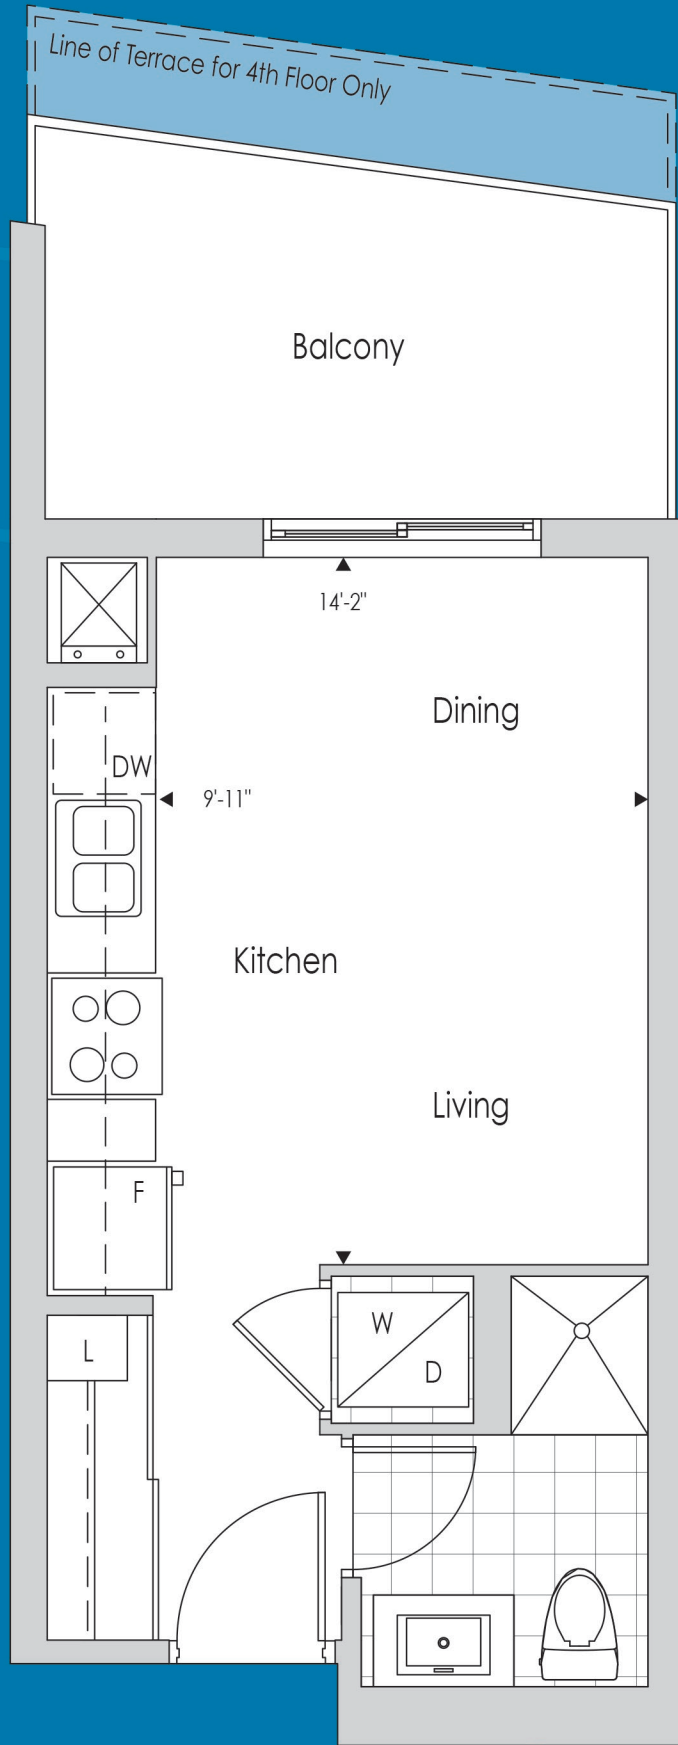 Line of Terrace for 4th Floor Only
Balcony
14'-2"
Dining
DW
9'-11"
Kitchen
Living
F
W
L
D